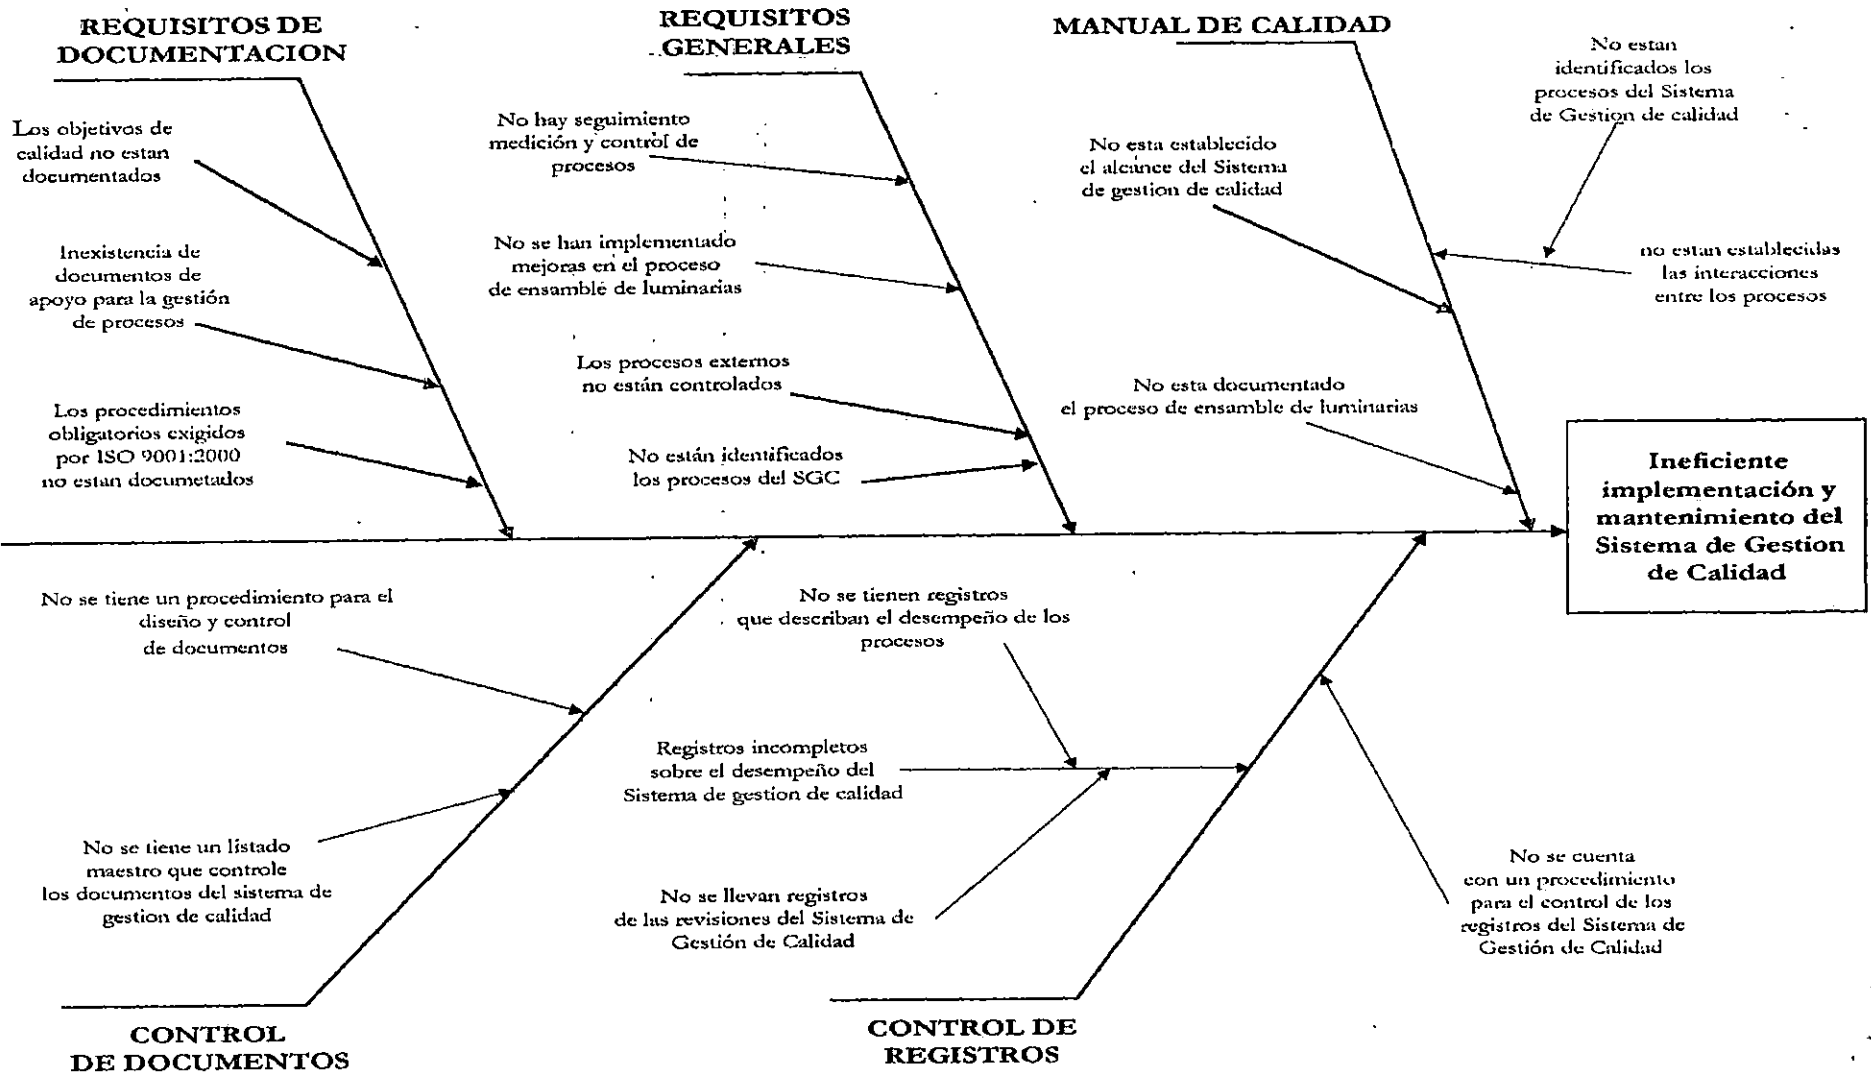 REQUISITOS DE
DOCUMENTACION
REQUISITOS
GENERALES
MANUAL DE CALIDAD
Los objetivos de
calidad no estan
documentados
Inexistencia de
documentos de
apoyo para la gestión
de procesos
Los procedimientos
obligatorios exigidos
por ISO 9001:2000
no estan documetados
No hay seguimiento
medición y control de
procesos
No se han implementado
mejoras en el proceso
de ensamble de luminarias
Los procesos externos
no están controlados
No están identificados
los procesos del SGC
No esta establecido
el alcance del Sistema
de gestion de calidad
No estan
identificados los
procesos del Sistema
de Gestion de calidad
no estan establecidas
las interacciones
entre los procesos
No esta documentado
el proceso de ensamble de luminarias
Ineficiente
implementación y
mantenimiento del
Sistema de Gestion
de Calidad
No se tiene un procedimiento para el
diseño y control
de documentos
No se tiene un listado
maestro que controle
los documentos del sistema de
gestion de calidad
No se tienen registros
que describan el desempeño de los
procesos
Registros incompletos
sobre el desempeño del
Sistema de gestion de calidad
No se llevan registros
de las revisiones del Sistema de
Gestión de Calidad
No se cuenta
con un procedimiento
para el control de los
registros del Sistema de
Gestión de Calidad
CONTROL
DE DOCUMENTOS
CONTROL DE
REGISTROS